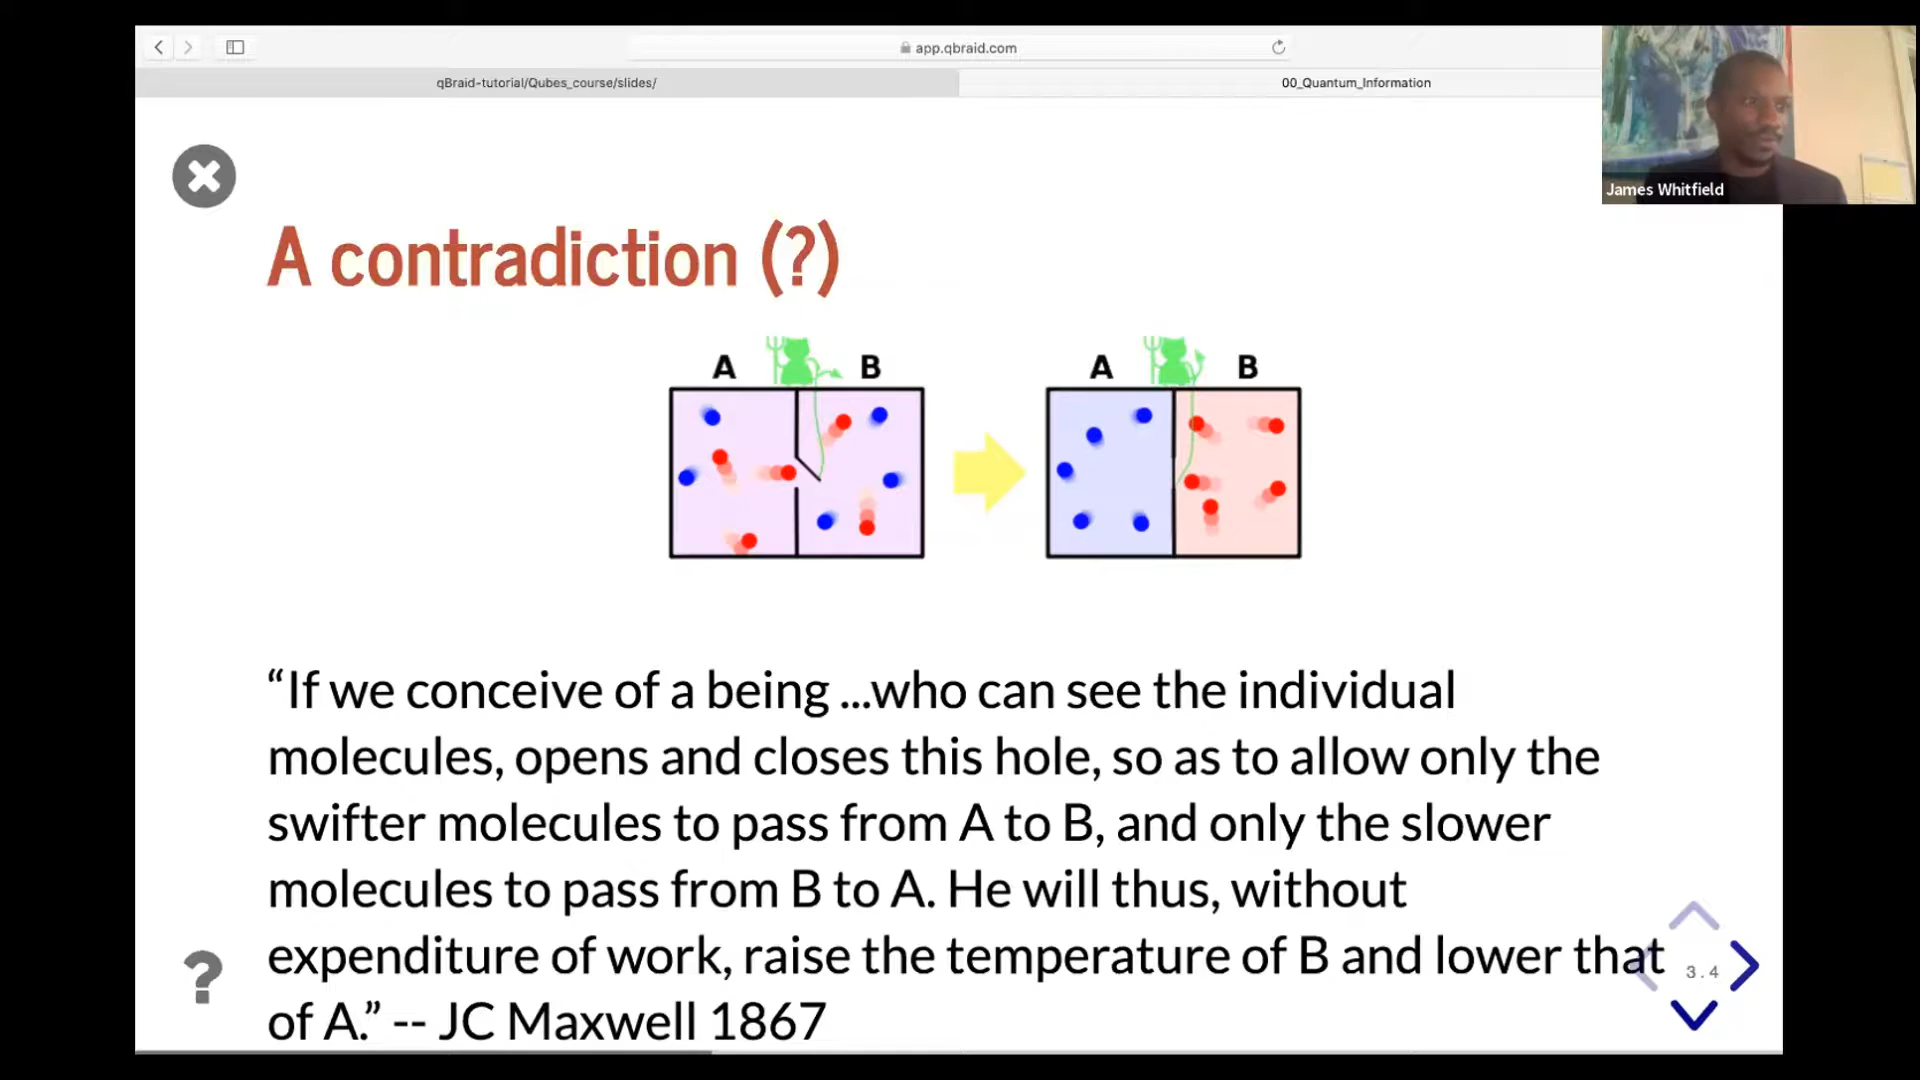 app.qbraid.com
qBraid-tutorial/Qubes_course/slides/
00_Quantum_Information
James Whitfield
A contradiction (?)
A B A B
“If we conceive of a being ...who can see the individual
molecules, opens and closes this hole, so as to allow only the
swifter molecules to pass from A to B, and only the slower
molecules to pass from B to A. He will thus, without
expenditure of work, raise the temperature of B and lower that
of A.” -- JC Maxwell 1867
?
3.4